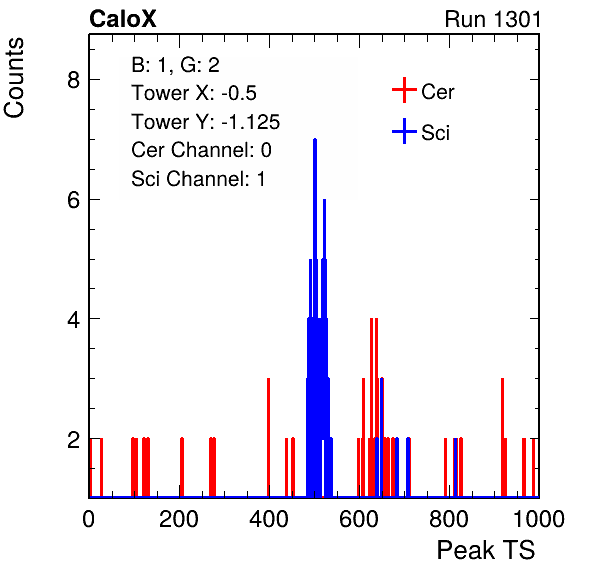 CaloX Run 1301
Counts
B: 1, G: 2
Tower X: -0.5
Tower Y: -1.125
Cer Channel: 0
Sci Channel: 1
Cer
Sci
8
6
4
2
0 200 400 600 800 1000
Peak TS